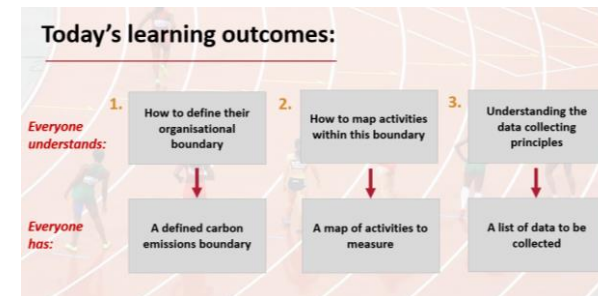 Today's learning outcomes:
1.
2.
3.
Everyone
understands:
How to define their
organisational
boundary
How to map activities
within this boundary
Understanding the
data collecting
principles
Everyone
has:
A defined carbon
emissions boundary
A map of activities to
measure
A list of data to be
collected